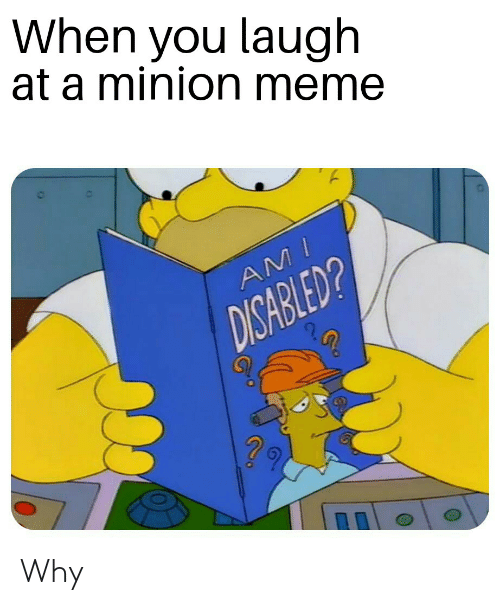 When you laugh
at a minion meme
AM I
DISABLED?
? ?
?
?
? ?
?
Why